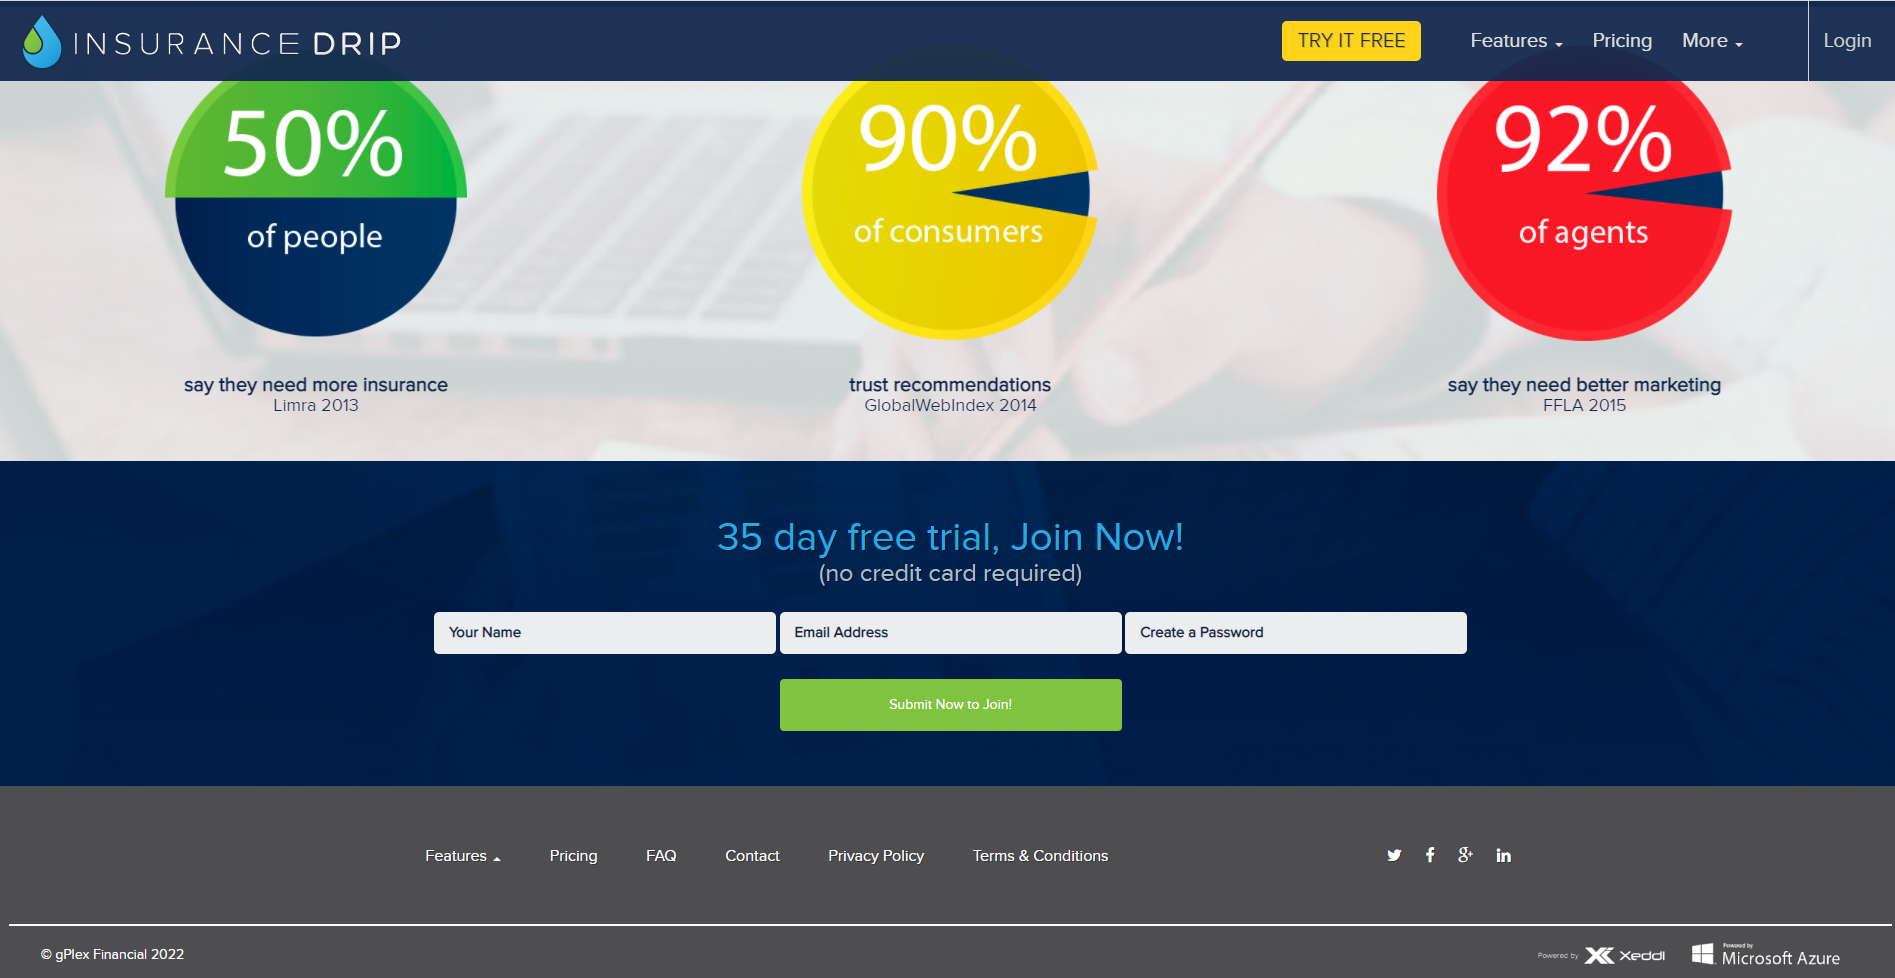 INSURANCE DRIP
TRY IT FREE
Features
Pricing
More
Login
50%
of people
say they need more insurance
Limra 2013
90%
of consumers
trust recommendations
GlobalWebIndex 2014
92%
of agents
say they need better marketing
FFLA 2015
35 day free trial, Join Now!
(no credit card required)
Your Name
Email Address
Create a Password
Submit Now to Join!
Features
Pricing
FAQ
Contact
Privacy Policy
Terms & Conditions
© gPlex Financial 2022
Powered by
Xeddi
Powered by
Microsoft Azure